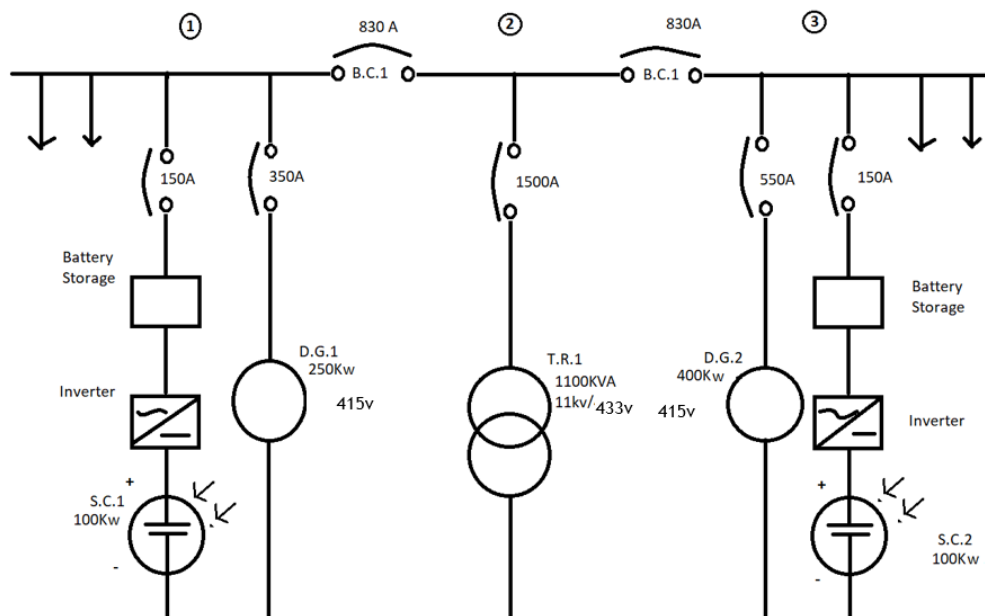 1
830 A
2
830A
3
B.C.1
B.C.1
150A
350A
1500A
550A
150A
Battery
Storage
Battery
Storage
D.G.1
250Kw
415v
T.R.1
1100KVA
11kv/433v
D.G.2
400Kw
415v
Inverter
Inverter
+
S.C.1
100Kw
-
+
S.C.2
100Kw
-